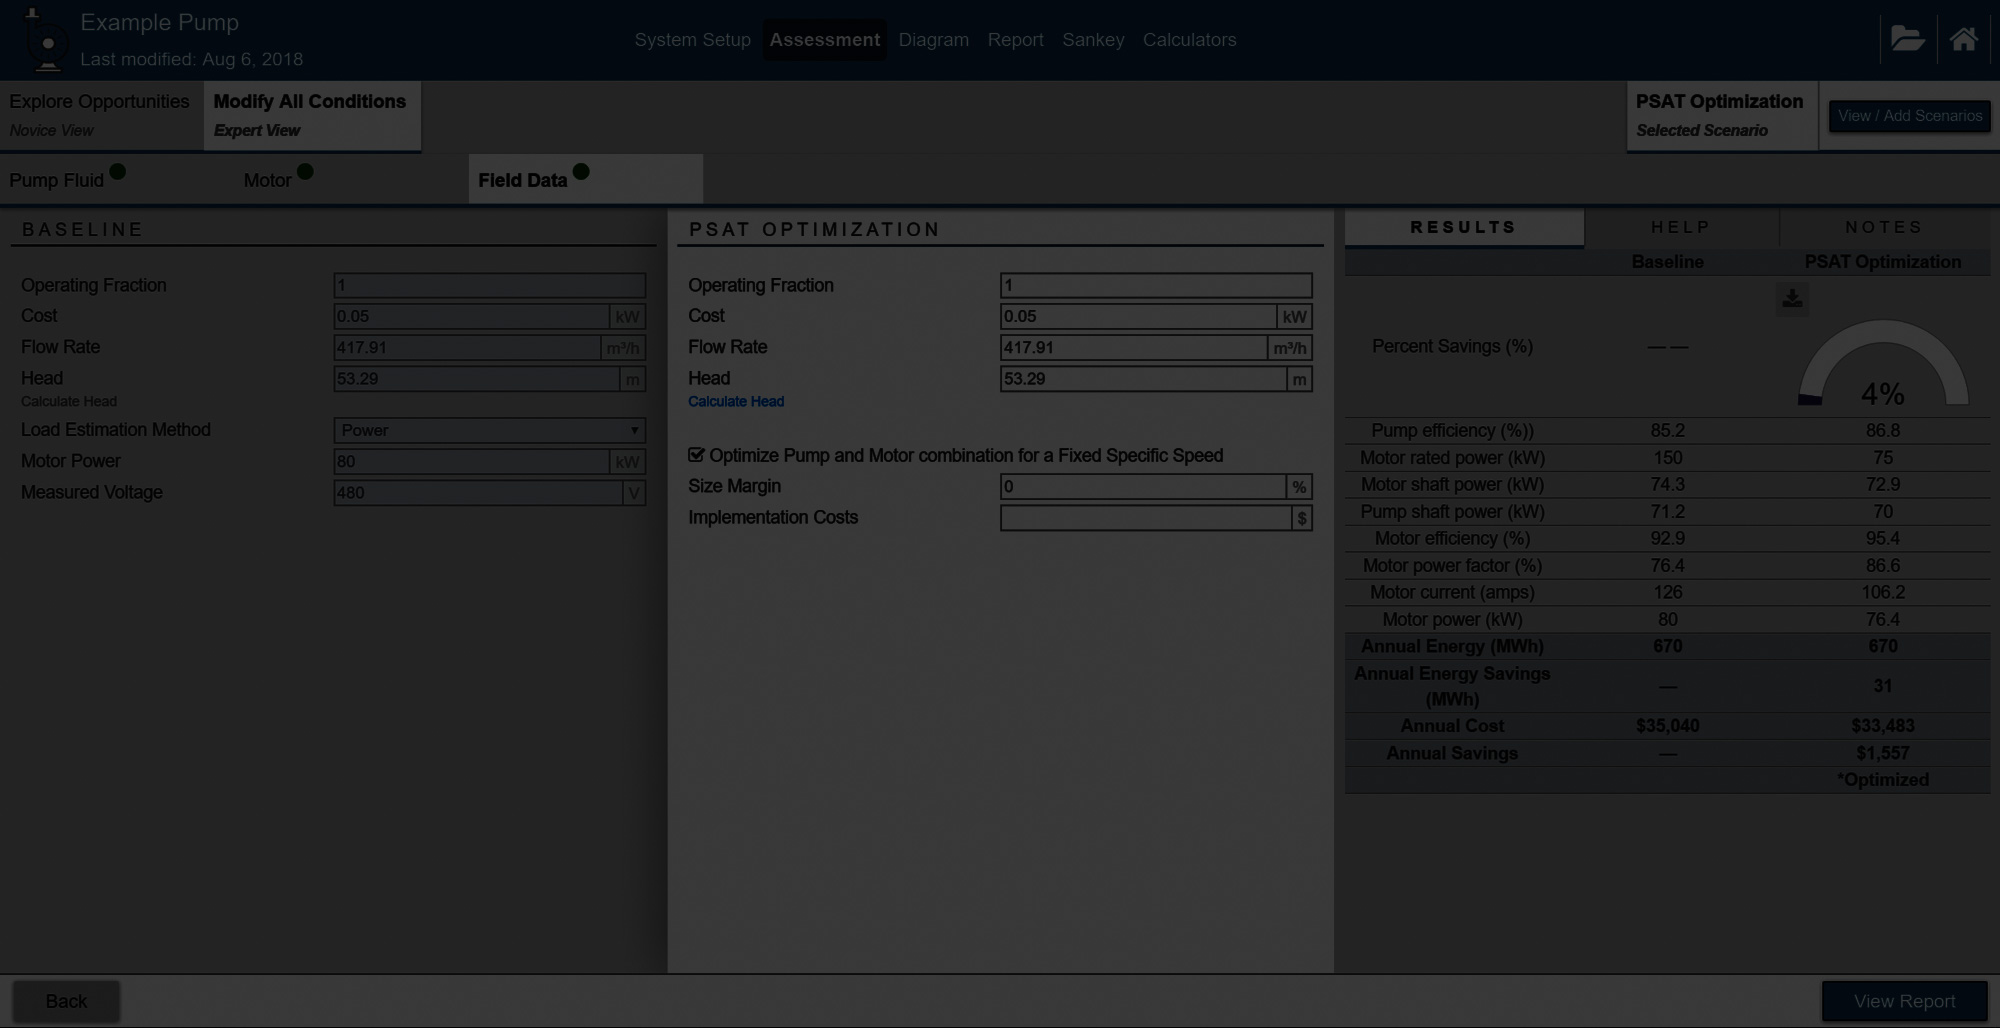 Example Pump
Last modified: Aug 6, 2018
System Setup Assessment Diagram Report Sankey Calculators
Explore Opportunities
Novice View
Modify All Conditions
Expert View
PSAT Optimization
Selected Scenario
View / Add Scenarios
Pump Fluid Motor Field Data
BASELINE
Operating Fraction 1
Cost 0.05 kW
Flow Rate 417.91 m³/h
Head 53.29 m
Calculate Head
Load Estimation Method Power
Motor Power 80 kW
Measured Voltage 480 V
PSAT OPTIMIZATION
Operating Fraction 1
Cost 0.05 kW
Flow Rate 417.91 m³/h
Head 53.29 m
Calculate Head
Optimize Pump and Motor combination for a Fixed Specific Speed
Size Margin 0 %
Implementation Costs $
RESULTS HELP NOTES
Baseline PSAT Optimization
Percent Savings (%) — — 4%
Pump efficiency (%)) 85.2 86.8
Motor rated power (kW) 150 75
Motor shaft power (kW) 74.3 72.9
Pump shaft power (kW) 71.2 70
Motor efficiency (%) 92.9 95.4
Motor power factor (%) 76.4 86.6
Motor current (amps) 126 106.2
Motor power (kW) 80 76.4
Annual Energy (MWh) 670 670
Annual Energy Savings
(MWh) — 31
Annual Cost $35,040 $33,483
Annual Savings — $1,557
*Optimized
Back
View Report